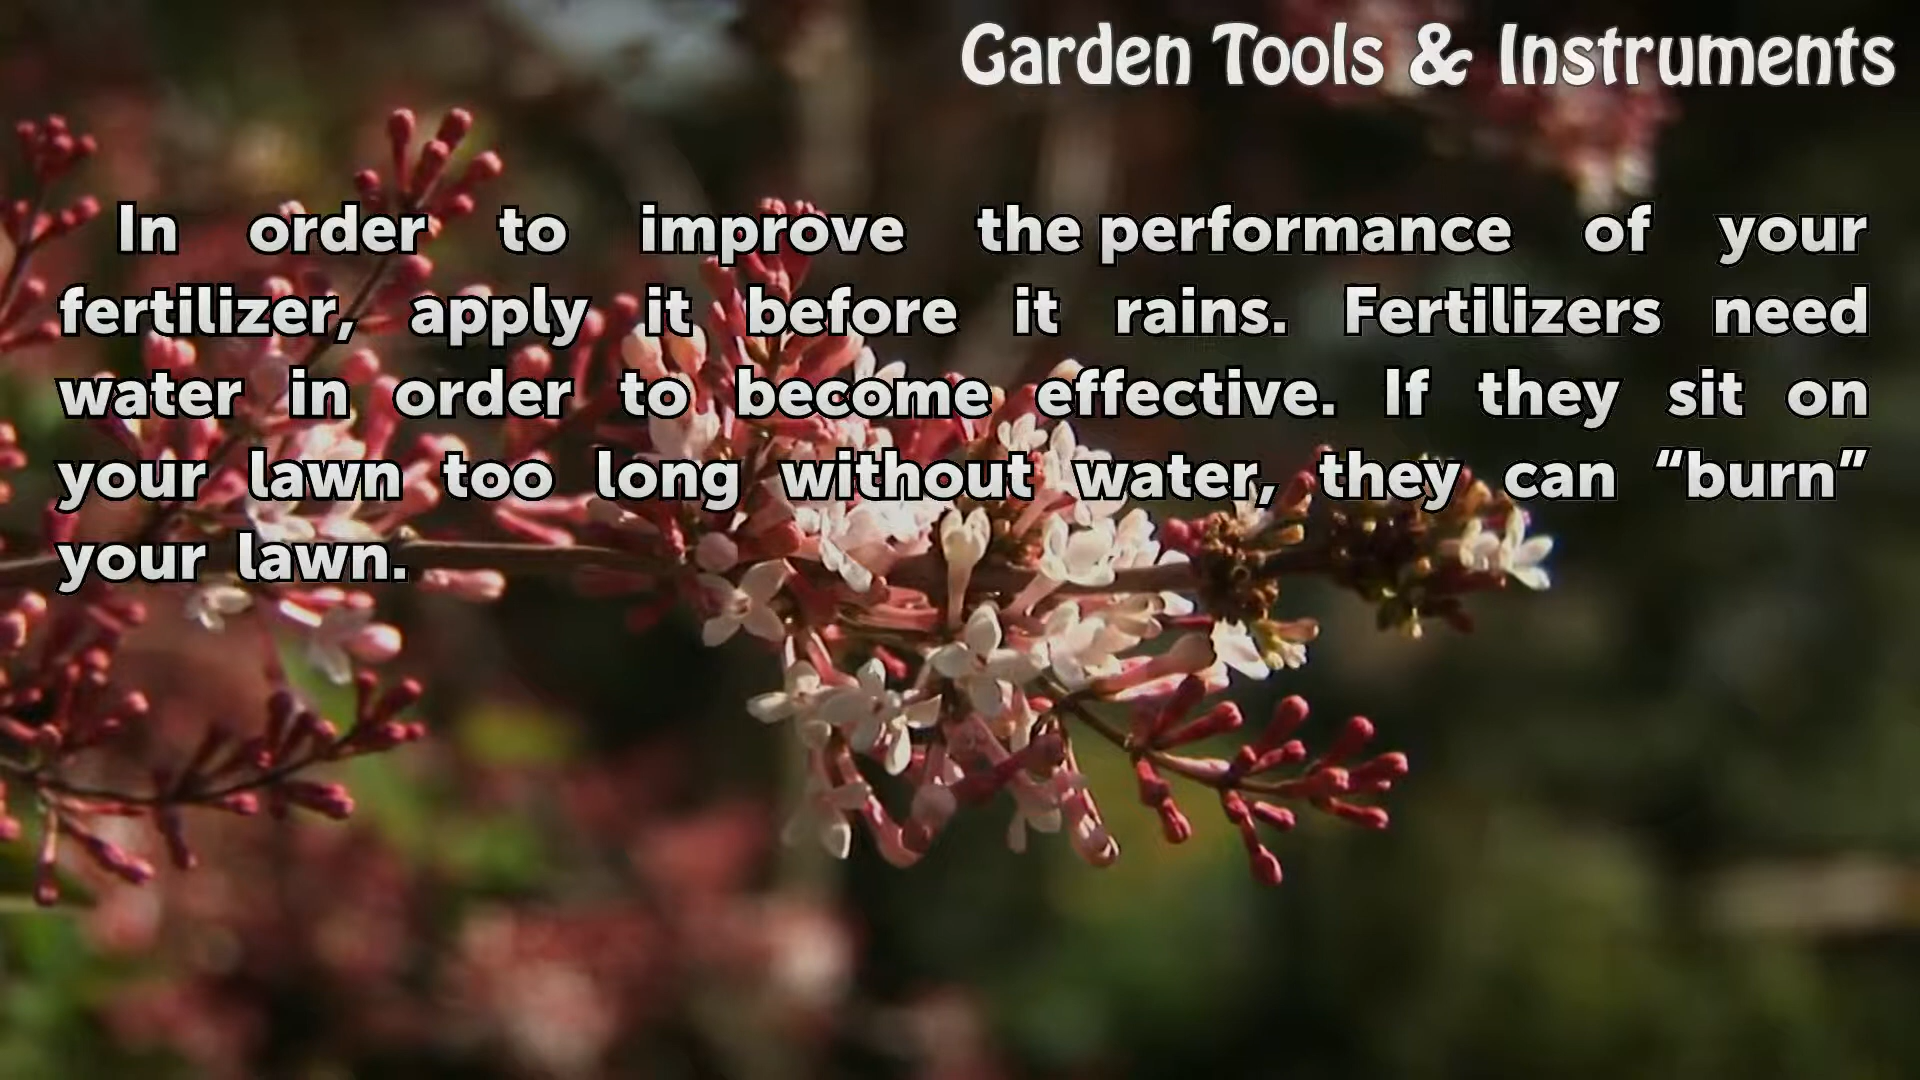 Garden Tools & Instruments
In order to improve the performance of your
fertilizer, apply it before it rains. Fertilizers need
water in order to become effective. If they sit on
your lawn too long without water, they can “burn”
your lawn.